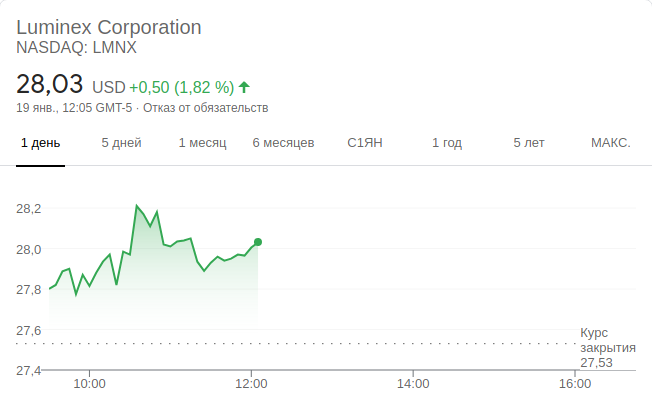 Luminex Corporation
NASDAQ: LMNX
28,03 USD +0,50 (1,82 %)
19 янв., 12:05 GMT-5 · Отказ от обязательств
1 день 5 дней 1 месяц 6 месяцев С1ЯН 1 год 5 лет МАКС.
28,2
28,0
27,8
27,6
Курс
закрытия
27,53
27,4
10:00 12:00 14:00 16:00